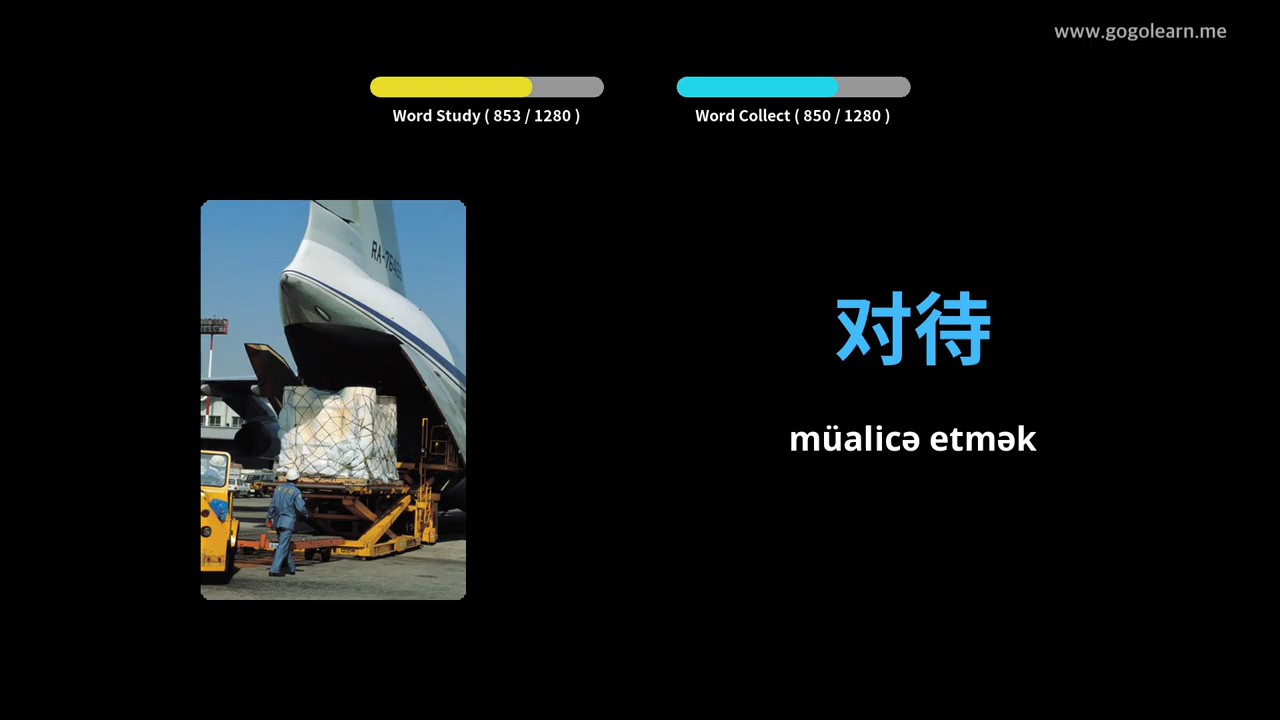 www.gogolearn.me
Word Study ( 853 / 1280 )
Word Collect ( 850 / 1280 )
对待
müalicə etmək